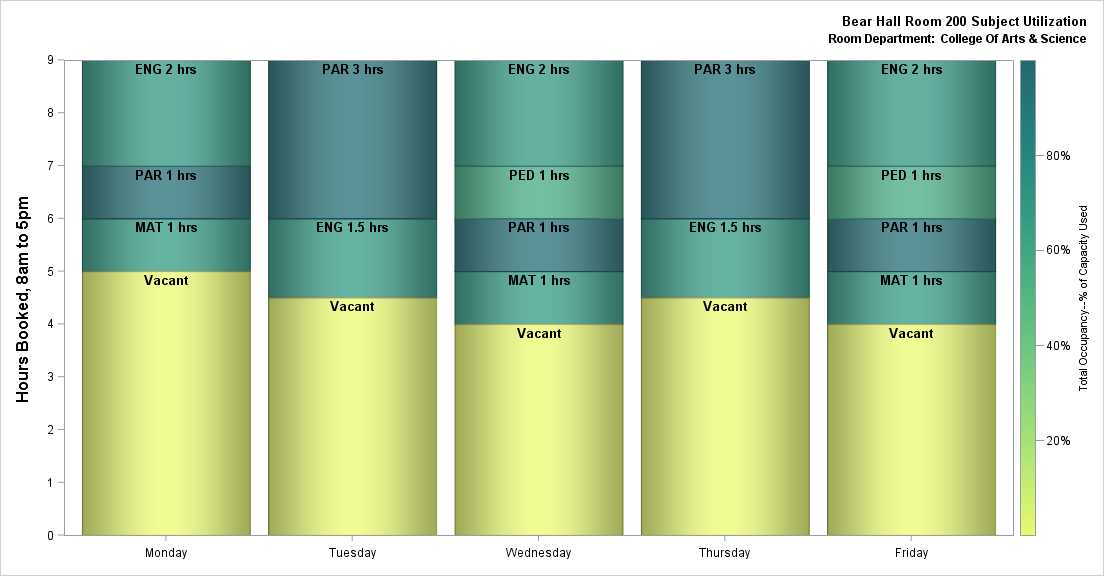 Bear Hall Room 200 Subject Utilization
Room Department: College Of Arts & Science
Hours Booked, 8am to 5pm
9
8
7
6
5
4
3
2
1
0
ENG 2 hrs
PAR 1 hrs
MAT 1 hrs
Vacant
PAR 3 hrs
ENG 1.5 hrs
Vacant
ENG 2 hrs
PED 1 hrs
PAR 1 hrs
MAT 1 hrs
Vacant
PAR 3 hrs
ENG 1.5 hrs
Vacant
ENG 2 hrs
PED 1 hrs
PAR 1 hrs
MAT 1 hrs
Vacant
Monday
Tuesday
Wednesday
Thursday
Friday
80%
60%
40%
20%
Total Occupancy--% of Capacity Used